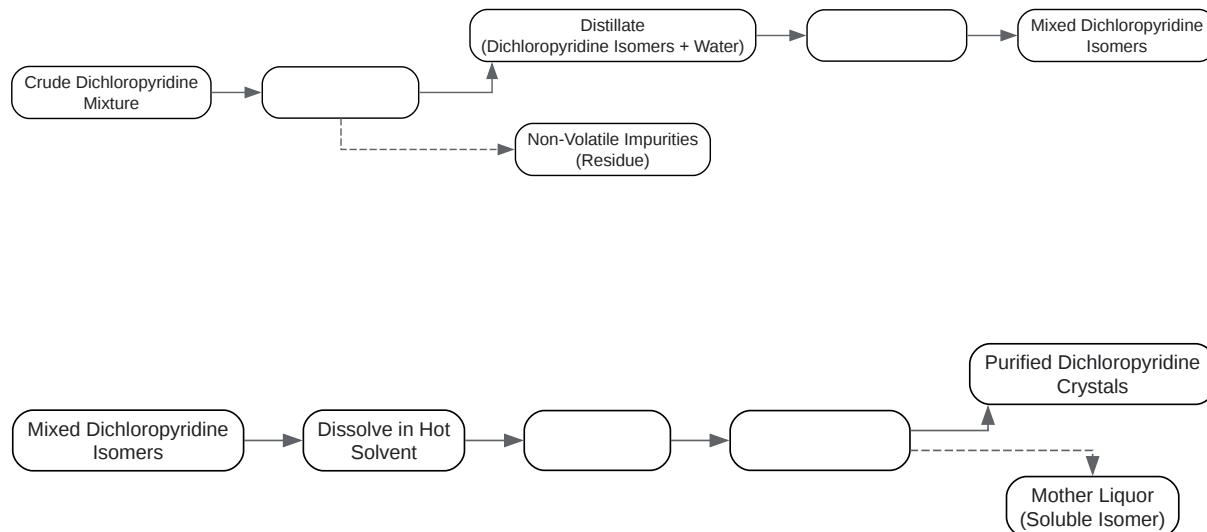 Distillate
(Dichloropyridine Isomers + Water)
Mixed Dichloropyridine
Isomers
Crude Dichloropyridine
Mixture
Non-Volatile Impurities
(Residue)
Purified Dichloropyridine
Crystals
Mixed Dichloropyridine
Isomers
Dissolve in Hot
Solvent
Mother Liquor
(Soluble Isomer)